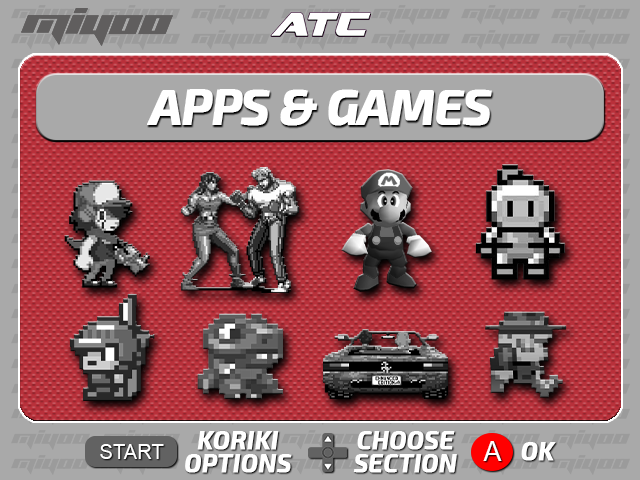 miyoo
ATC
APPS & GAMES
M
START
KORIKI
OPTIONS
CHOOSE
SECTION
A
OK